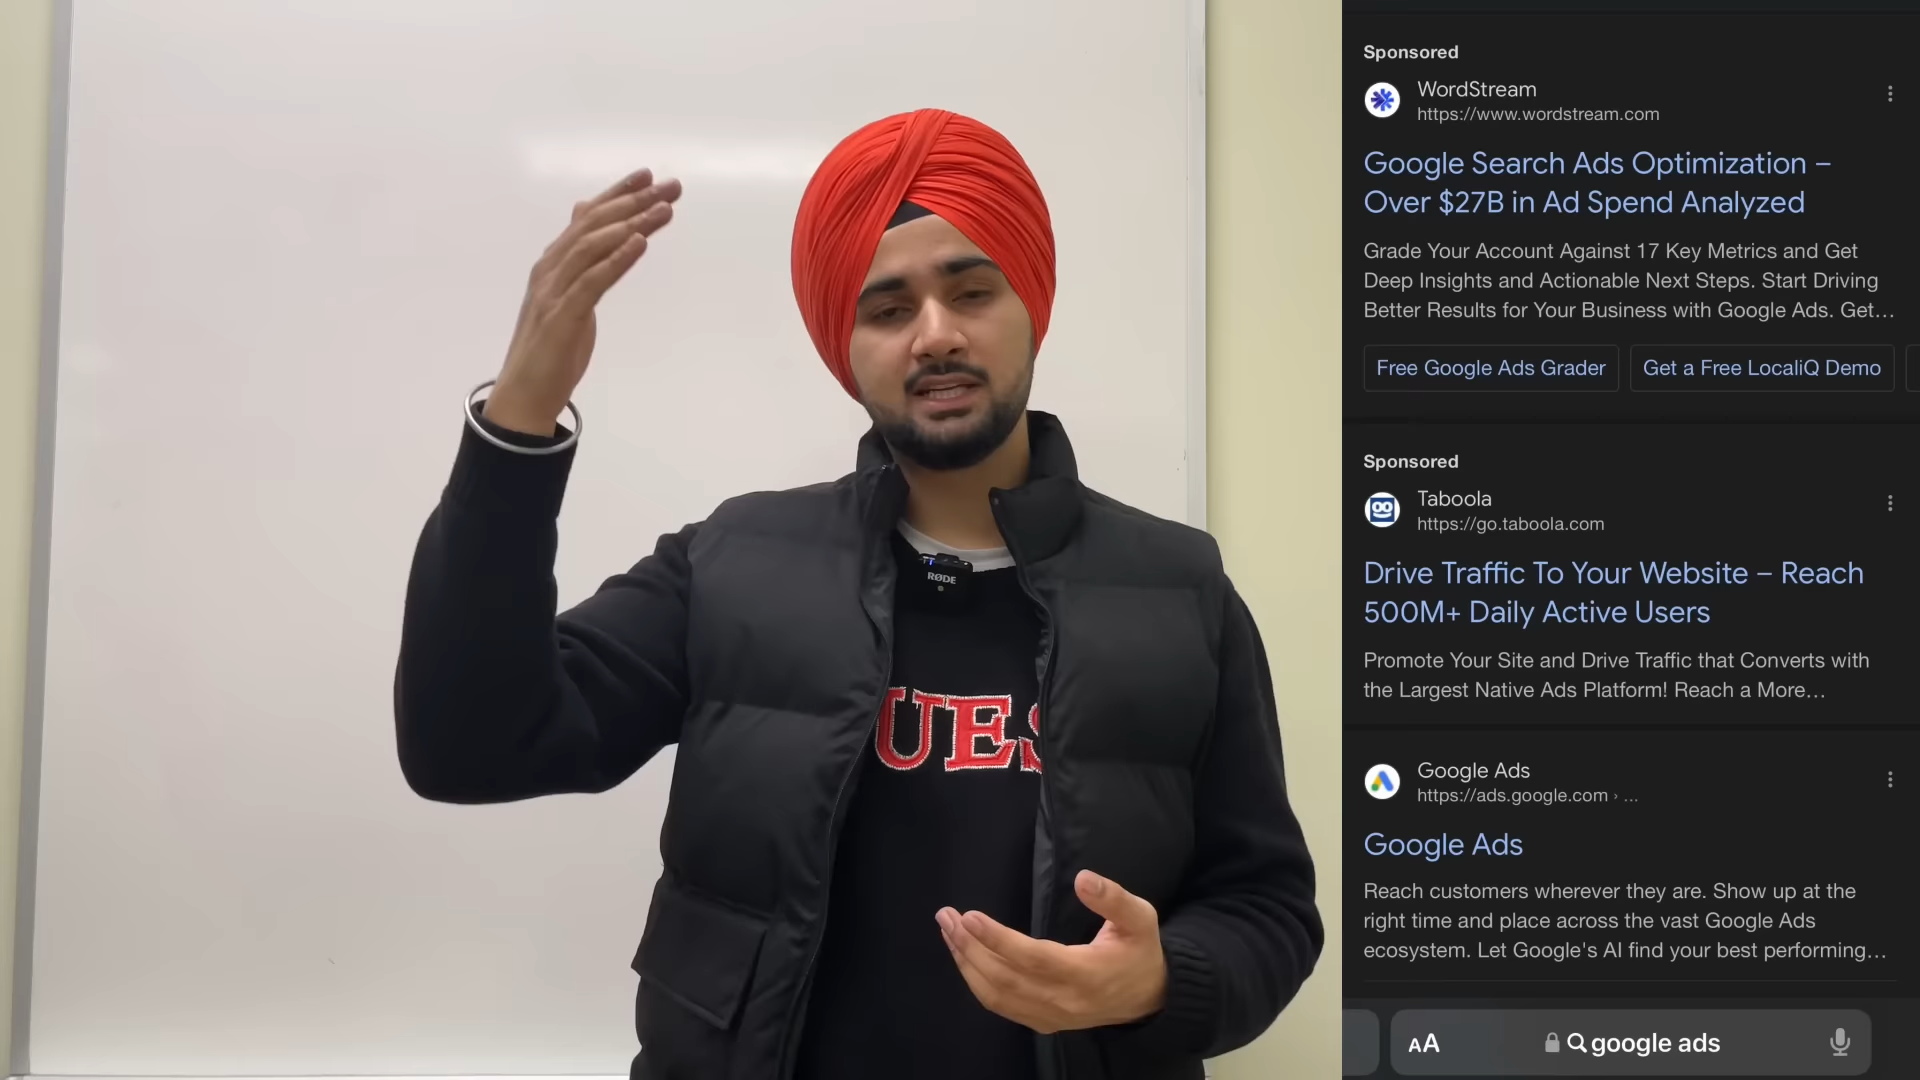 RØDE
UES
Sponsored
WordStream
https://www.wordstream.com
Google Search Ads Optimization –
Over $27B in Ad Spend Analyzed
Grade Your Account Against 17 Key Metrics and Get
Deep Insights and Actionable Next Steps. Start Driving
Better Results for Your Business with Google Ads. Get...
Free Google Ads Grader
Get a Free LocaliQ Demo
Sponsored
Taboola
https://go.taboola.com
Drive Traffic To Your Website – Reach
500M+ Daily Active Users
Promote Your Site and Drive Traffic that Converts with
the Largest Native Ads Platform! Reach a More...
Google Ads
https://ads.google.com › ...
Google Ads
Reach customers wherever they are. Show up at the
right time and place across the vast Google Ads
ecosystem. Let Google's AI find your best performing...
AA
google ads